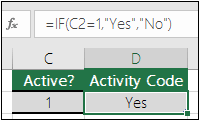 fx =IF(C2=1,"Yes","No")
C D
Active? Activity Code
1 Yes